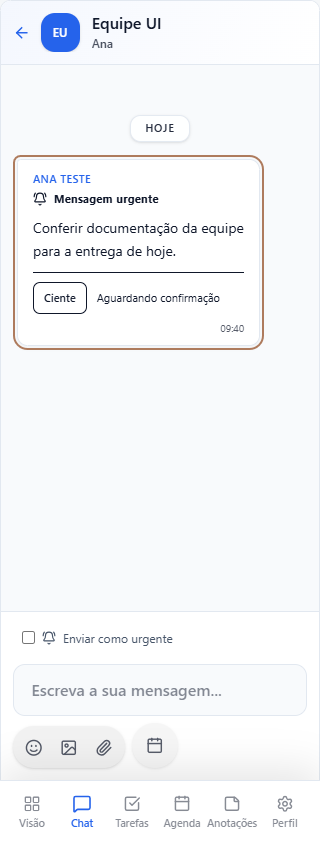 EU
Equipe UI
Ana
HOJE
ANA TESTE
Mensagem urgente
Conferir documentação da equipe
para a entrega de hoje.
Ciente
Aguardando confirmação
09:40
Enviar como urgente
Escreva a sua mensagem...
Visão
Chat
Tarefas
Agenda
Anotações
Perfil